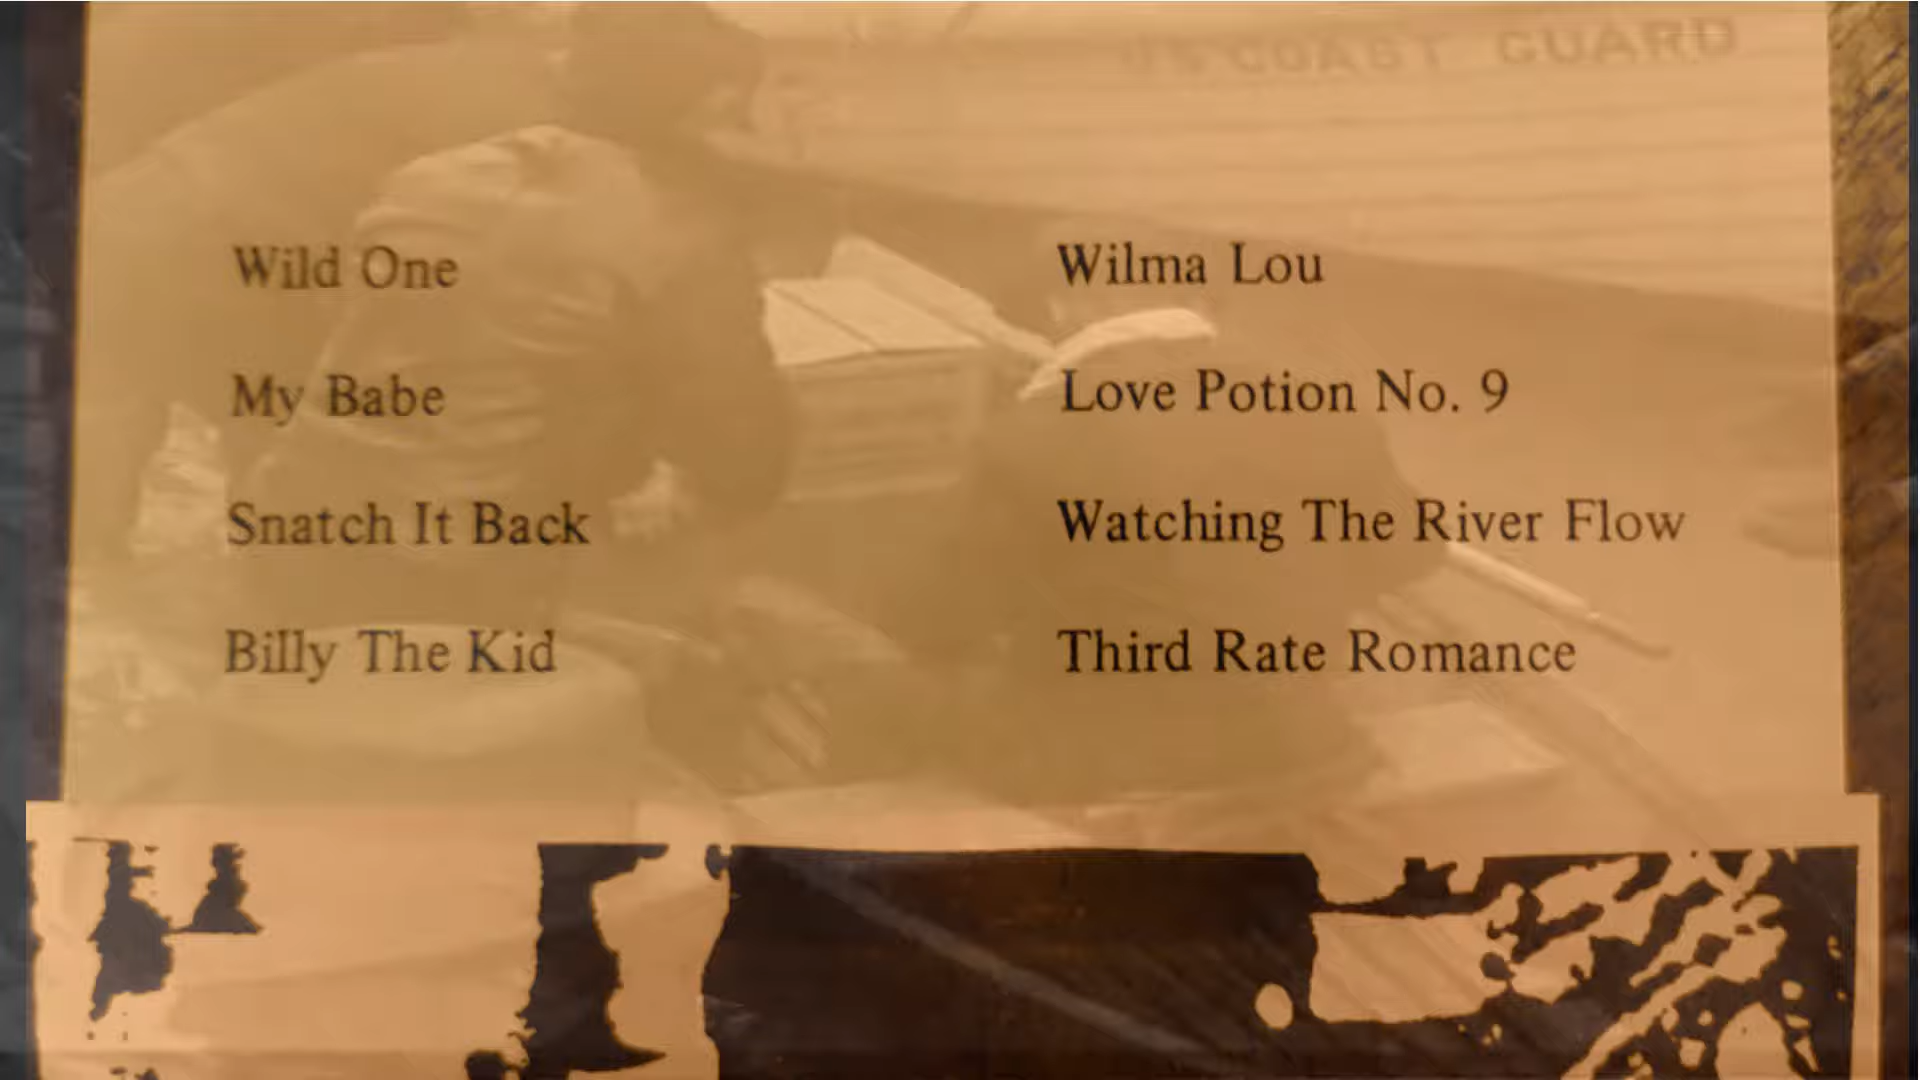 US COAST GUARD
Wild One
My Babe
Snatch It Back
Billy The Kid
Wilma Lou
Love Potion No. 9
Watching The River Flow
Third Rate Romance